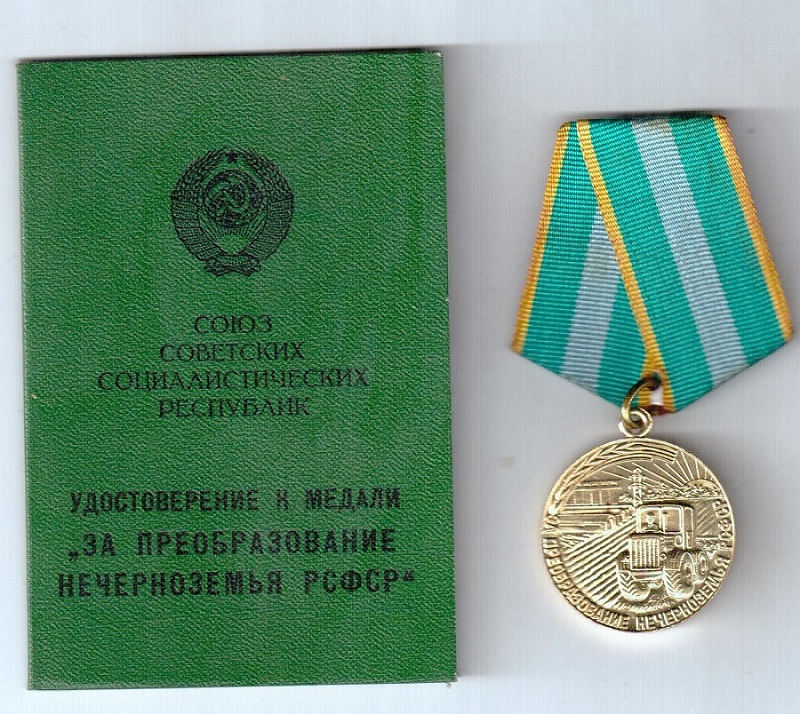 СОЮЗ
СОВЕТСКИХ
СОЦИАЛИСТИЧЕСКИХ
РЕСПУБЛИК
УДОСТОВЕРЕНИЕ К МЕДАЛИ
„ЗА ПРЕОБРАЗОВАНИЕ
НЕЧЕРНОЗЕМЬЯ РСФСР“
ЗА ПРЕОБРАЗОВАНИЕ НЕЧЕРНОЗЕМЬЯ РСФСР